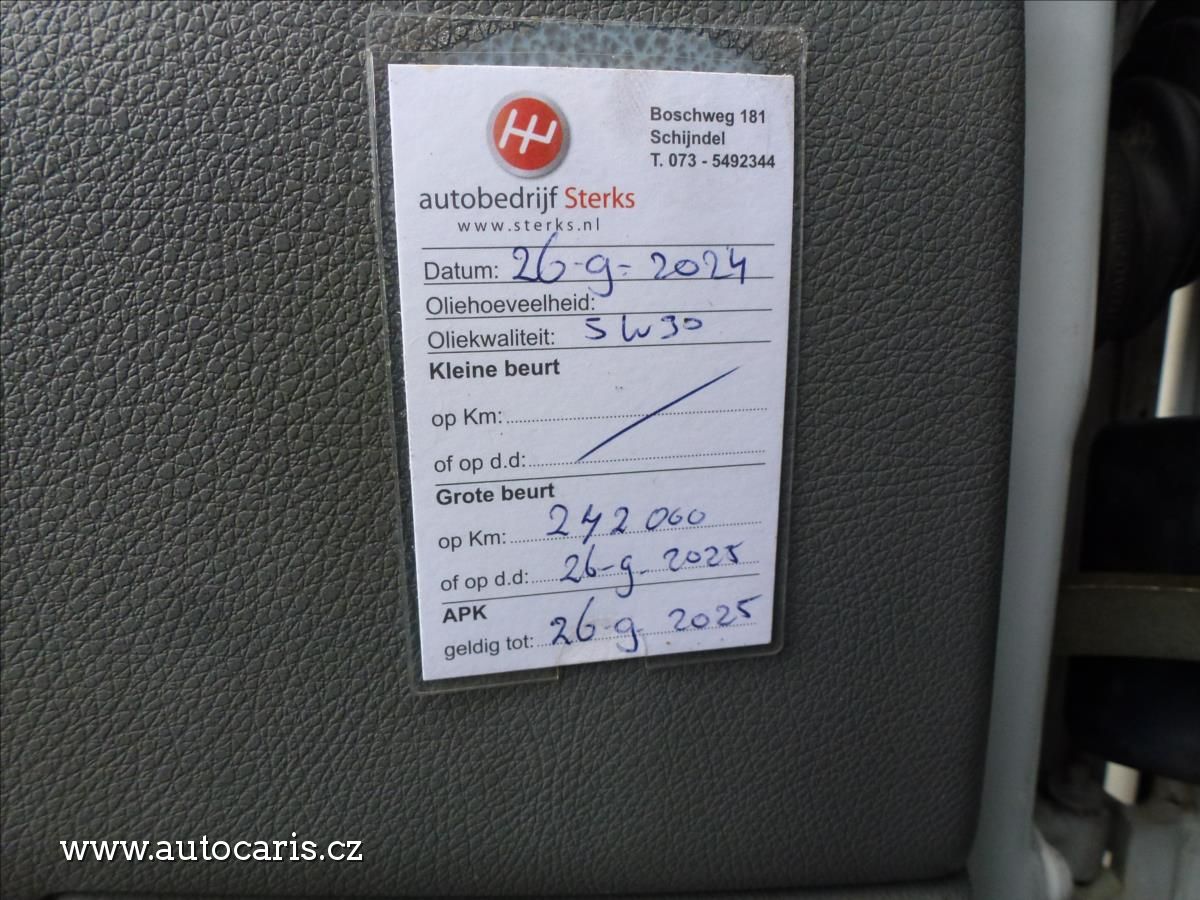 Boschweg 181
Schijndel
T. 073 - 5492344
autobedrijf Sterks
www.sterks.nl
Datum: 26-9-2024
Oliehoeveelheid:
Oliekwaliteit: 5W30
Kleine beurt
op Km:
of op d.d:
Grote beurt
op Km: 242000
of op d.d: 26-9-2025
APK
geldig tot: 26-9-2025
www.autocaris.cz